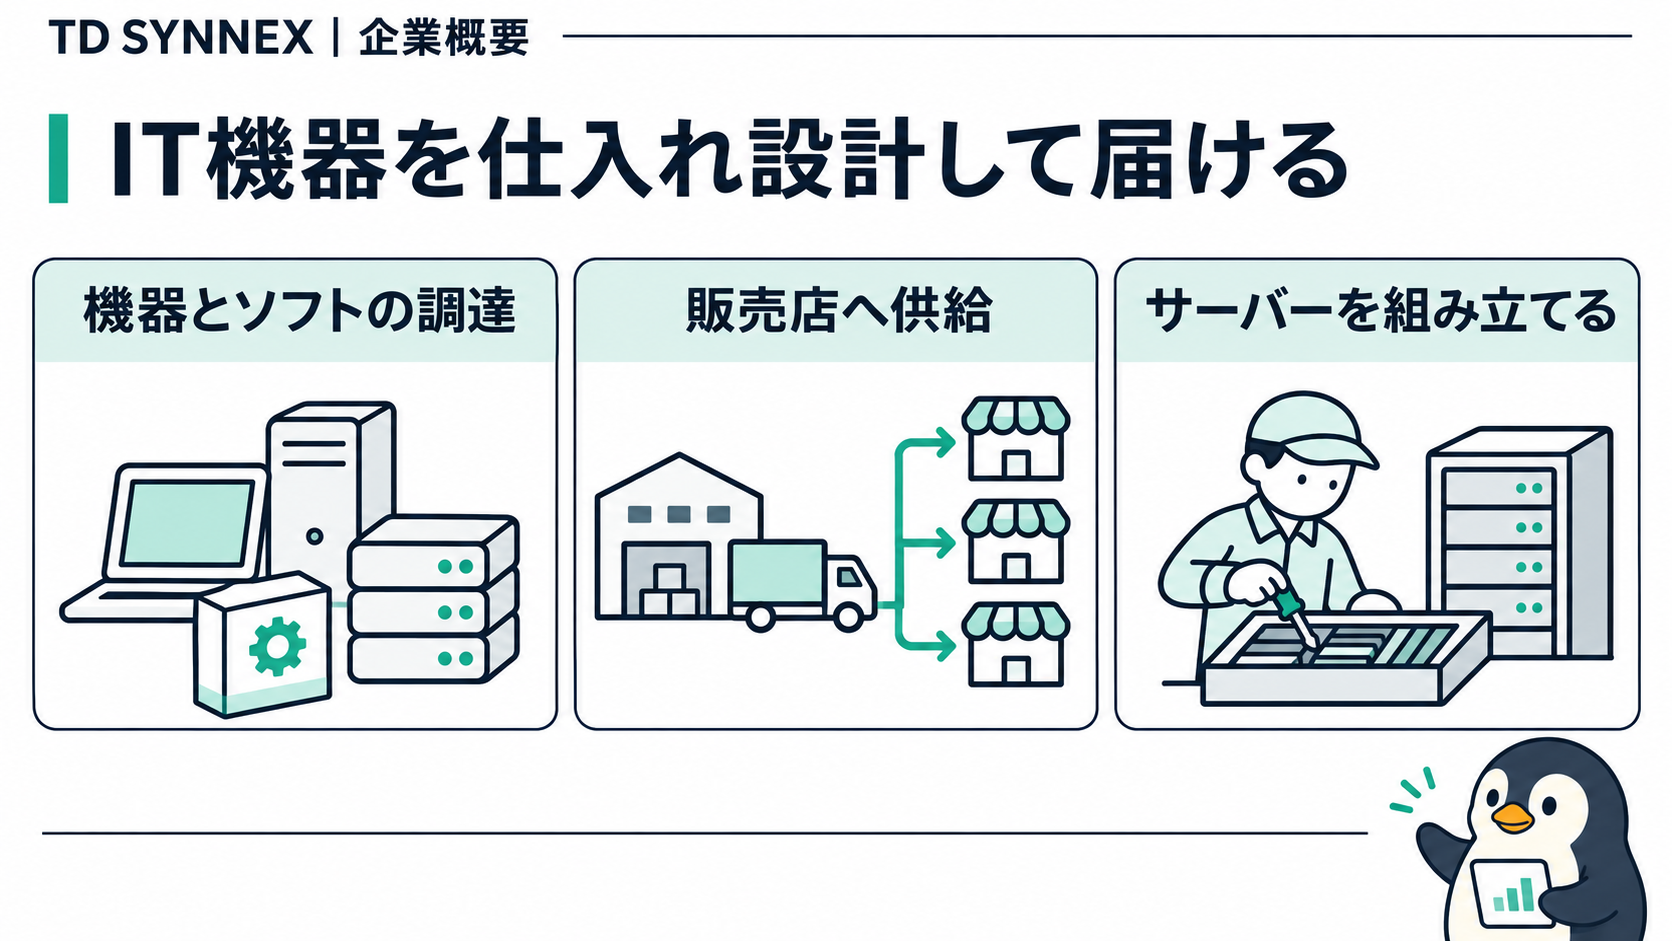 TD SYNNEX｜企業概要
IT機器を仕入れ設計して届ける
機器とソフトの調達
販売店へ供給
サーバーを組み立てる